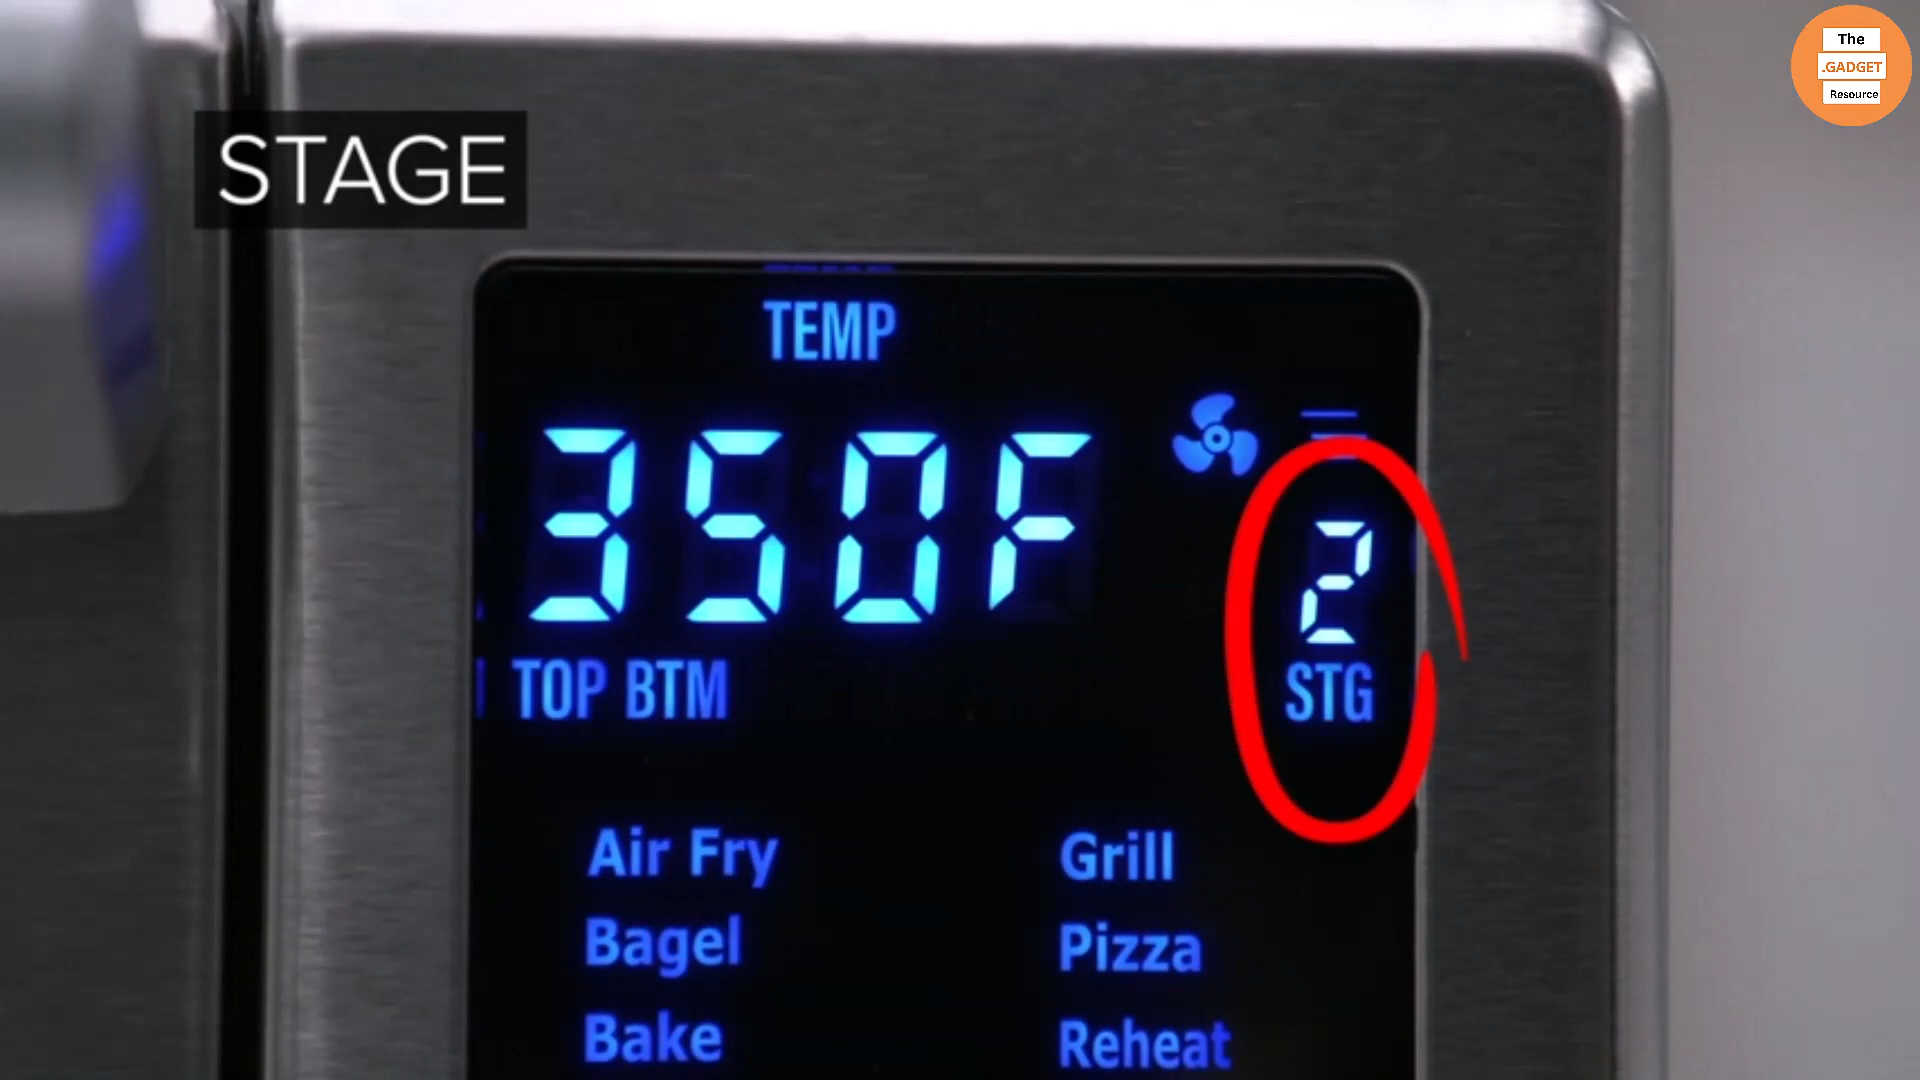 The
.GADGET
Resource
STAGE
TEMP
350F
2
TOP BTM
STG
Air Fry
Grill
Bagel
Pizza
Bake
Reheat